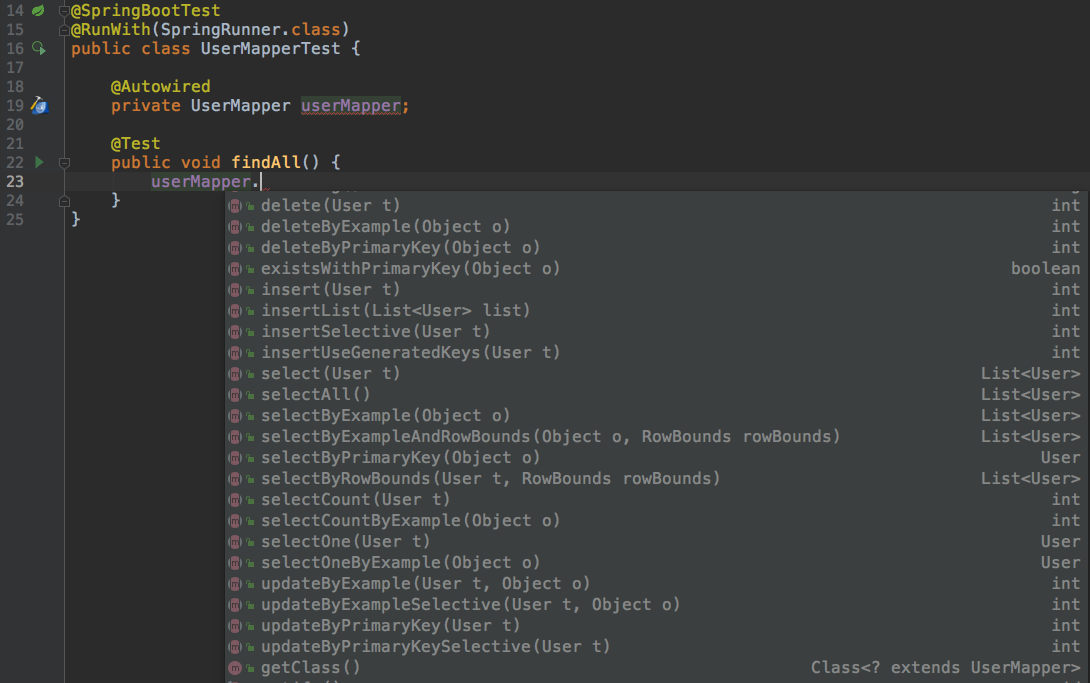 14 @SpringBootTest
15 @RunWith(SpringRunner.class)
16 public class UserMapperTest {
17
18 @Autowired
19 private UserMapper userMapper;
20
21 @Test
22 public void findAll() {
23 userMapper.
24 }
25 }
delete(User t) int
deleteByExample(Object o) int
deleteByPrimaryKey(Object o) int
existsWithPrimaryKey(Object o) boolean
insert(User t) int
insertList(List<User> list) int
insertSelective(User t) int
insertUseGeneratedKeys(User t) int
select(User t) List<User>
selectAll() List<User>
selectByExample(Object o) List<User>
selectByExampleAndRowBounds(Object o, RowBounds rowBounds) List<User>
selectByPrimaryKey(Object o) User
selectByRowBounds(User t, RowBounds rowBounds) List<User>
selectCount(User t) int
selectCountByExample(Object o) int
selectOne(User t) User
selectOneByExample(Object o) User
updateByExample(User t, Object o) int
updateByExampleSelective(User t, Object o) int
updateByPrimaryKey(User t) int
updateByPrimaryKeySelective(User t) int
getClass() Class<? extends UserMapper>